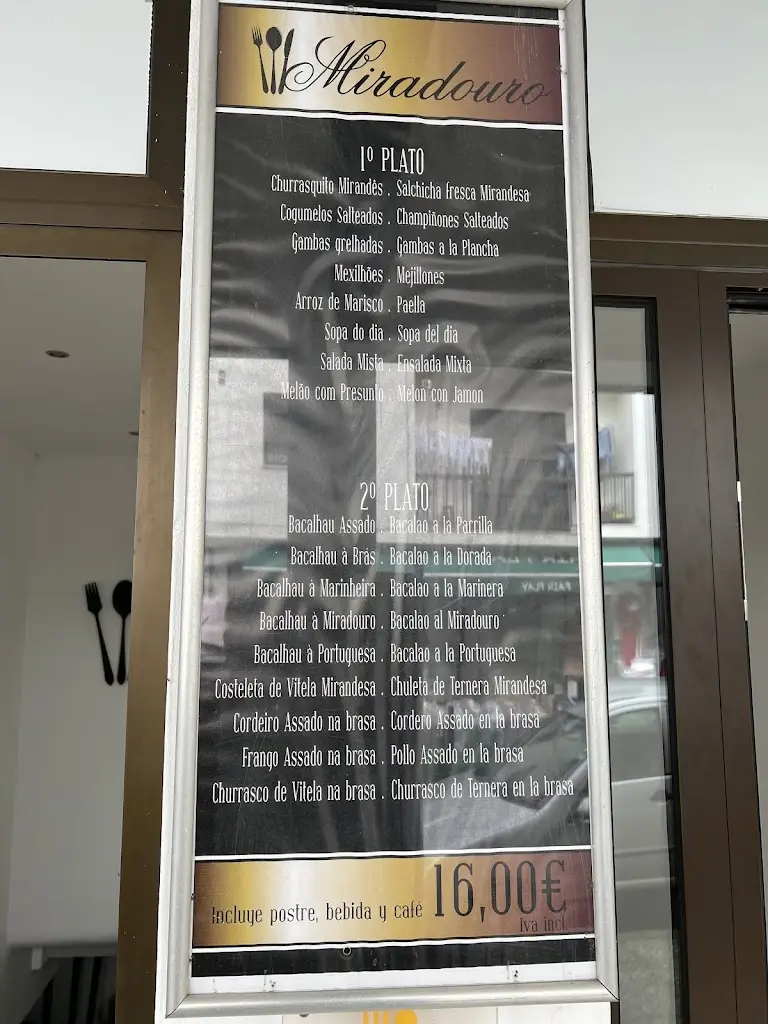 Miradouro
1º PLATO
Churrasquito Mirandês . Salchicha fresca Mirandesa
Cogumelos Salteados . Champiñones Salteados
Gambas grelhadas . Gambas a la Plancha
Mexilhões . Mejillones
Arroz de Marisco . Paella
Sopa do dia . Sopa del dia
Salada Mista . Ensalada Mixta
Melão com Presunto . Melon con Jamon
2º PLATO
Bacalhau Assado . Bacalao a la Parrilla
Bacalhau à Brás . Bacalao a la Dorada
Bacalhau à Marinheira . Bacalao a la Marinera
Bacalhau à Miradouro . Bacalao al Miradouro
Bacalhau à Portuguesa . Bacalao a la Portuguesa
Costeleta de Vitela Mirandesa . Chuleta de Ternera Mirandesa
Cordeiro Assado na brasa . Cordero Assado en la brasa
Frango Assado na brasa . Pollo Assado en la brasa
Churrasco de Vitela na brasa . Churrasco de Ternera en la brasa
Incluye postre, bebida y café 16,00€
Iva incl.